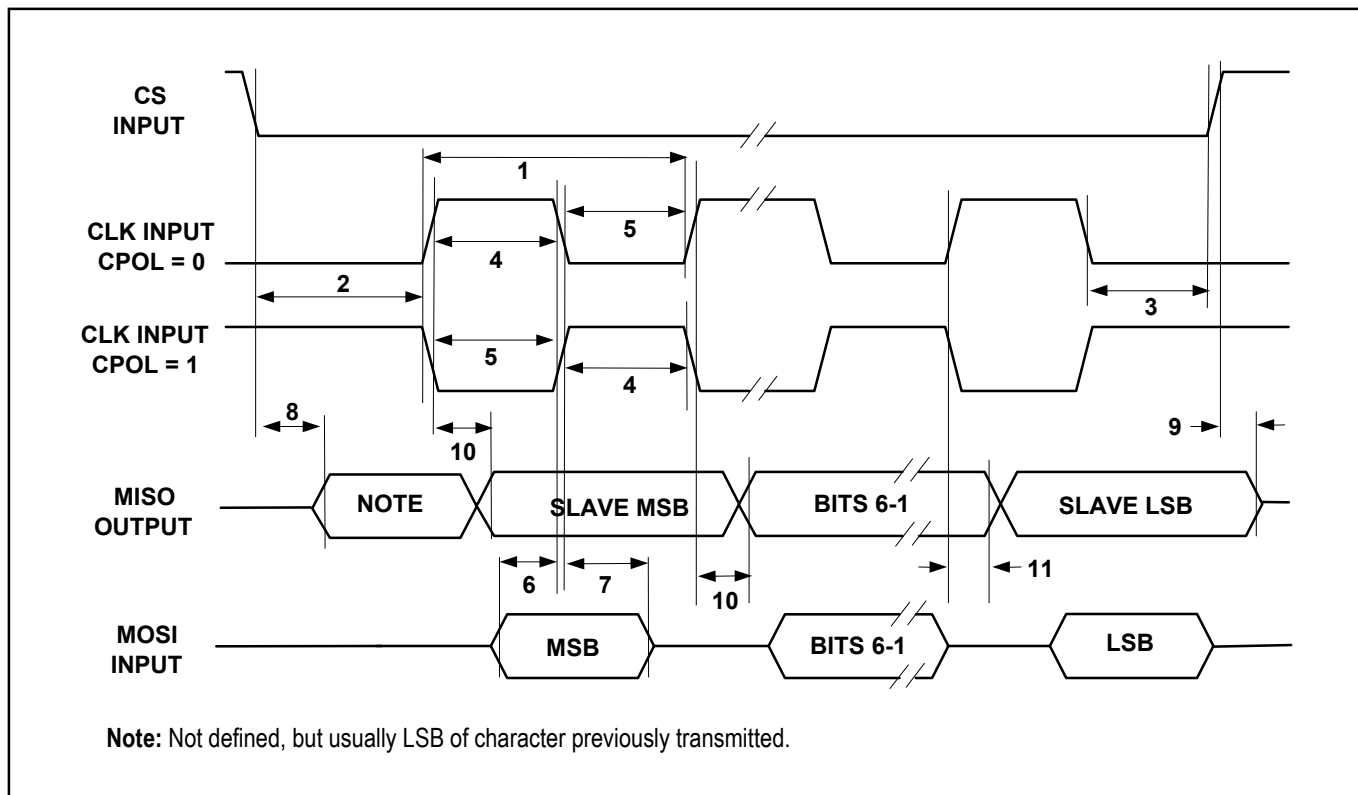 CS
INPUT
1
5
CLK INPUT
CPOL = 0
4
2
3
CLK INPUT
CPOL = 1
5
4
8
10
9
MISO
OUTPUT
NOTE
SLAVE MSB
BITS 6-1
SLAVE LSB
6
7
10
11
MOSI
INPUT
MSB
BITS 6-1
LSB
Note: Not defined, but usually LSB of character previously transmitted.